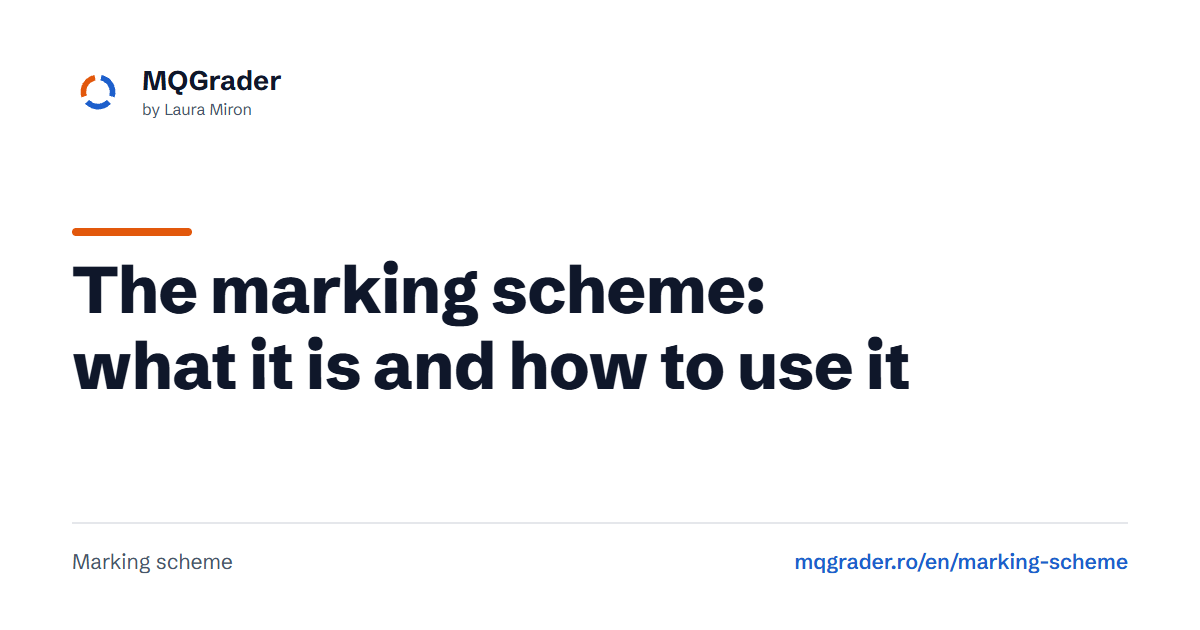 MQGrader
by Laura Miron
The marking scheme:
what it is and how to use it
Marking scheme
mqgrader.ro/en/marking-scheme